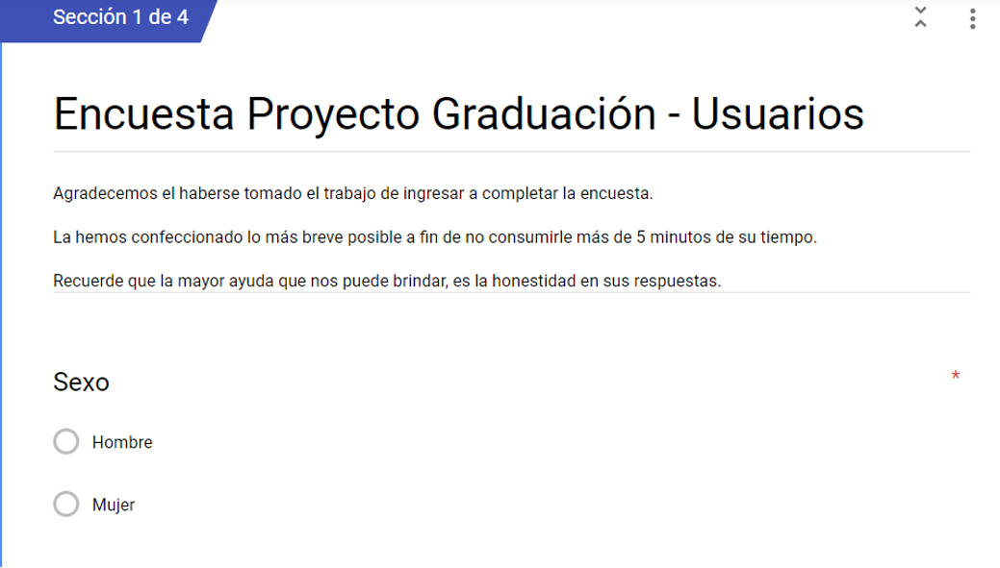 Sección 1 de 4
Encuesta Proyecto Graduación - Usuarios
Agradecemos el haberse tomado el trabajo de ingresar a completar la encuesta.
La hemos confeccionado lo más breve posible a fin de no consumirle más de 5 minutos de su tiempo.
Recuerde que la mayor ayuda que nos puede brindar, es la honestidad en sus respuestas.
Sexo *
Hombre
Mujer